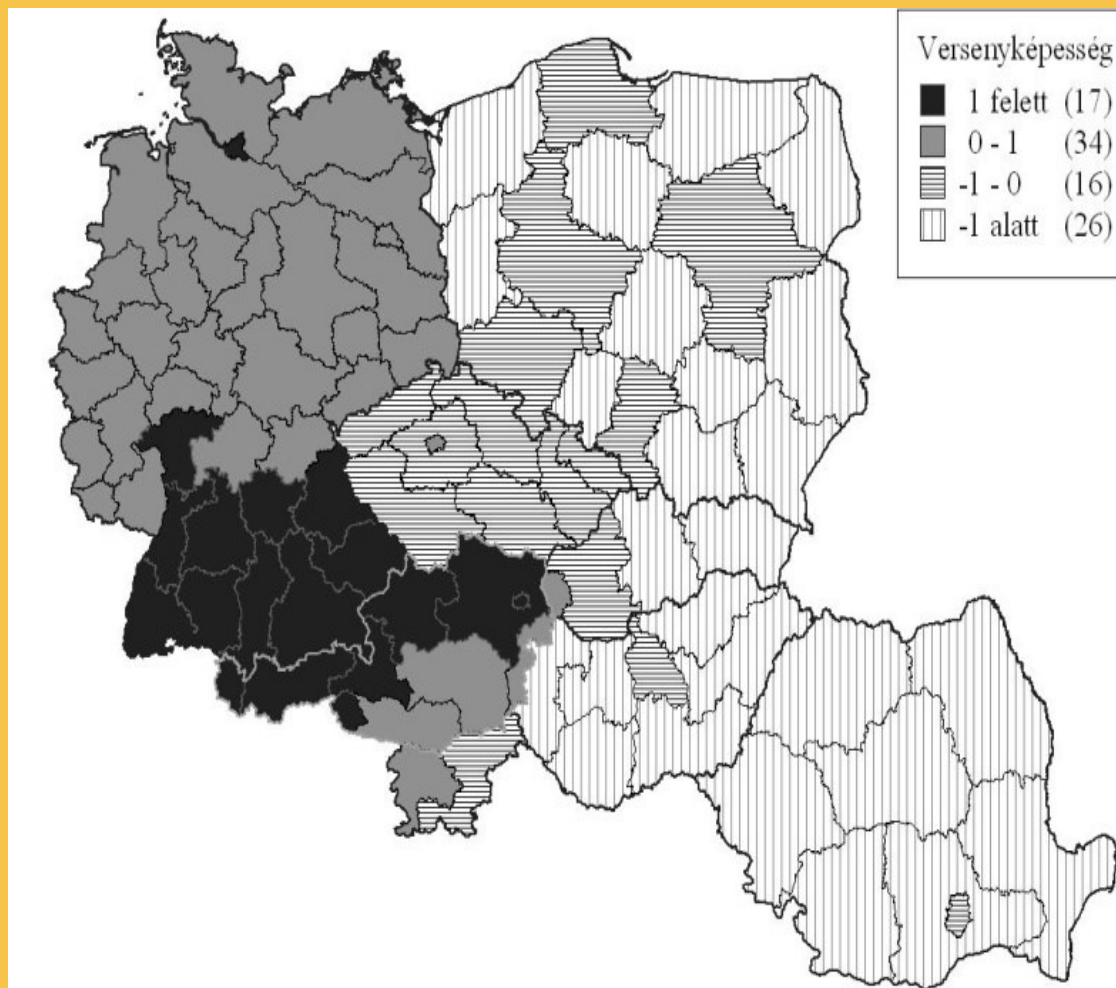 Versenyképesség
1 felett (17)
0 - 1 (34)
-1 - 0 (16)
-1 alatt (26)